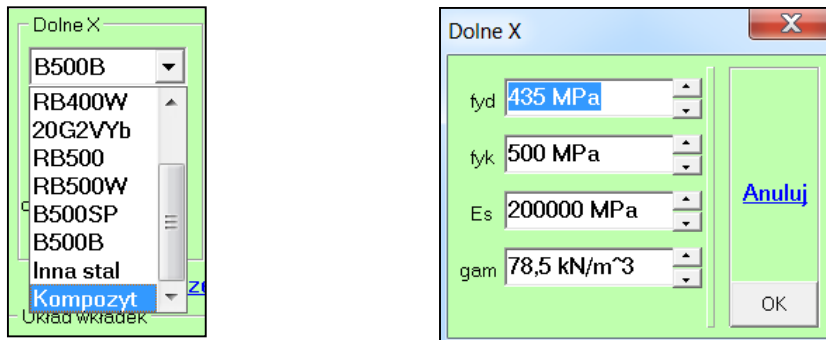 Dolne X
B500B
RB400W
20G2VYb
RB500
RB500W
B500SP
B500B
Inna stal
Kompozyt
Układ wkładek
Dolne X
fyd 435 MPa
fyk 500 MPa
Es 200000 MPa
gam 78,5 kN/m^3
Anuluj
OK